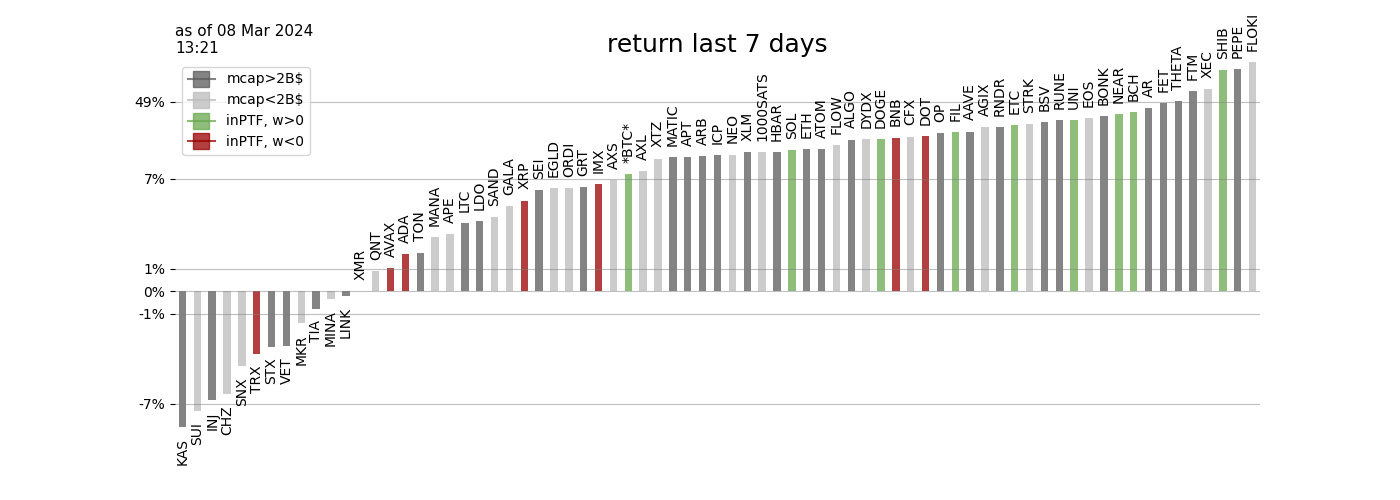 as of 08 Mar 2024
13:21
return last 7 days
mcap>2B$
mcap<2B$
inPTF, w>0
inPTF, w<0
49%
7%
1%
0%
-1%
-7%
KAS
SUI
INJ
CHZ
SNX
TRX
STX
VET
MKR
TIA
MINA
LINK
XMR
QNT
AVAX
ADA
TON
MANA
APE
LTC
LDO
SAND
GALA
XRP
SEI
EGLD
ORDI
GRT
IMX
AXS
*BTC*
AXL
XTZ
MATIC
APT
ARB
ICP
NEO
XLM
1000SATS
HBAR
SOL
ETH
ATOM
FLOW
ALGO
DYDX
DOGE
BNB
CFX
DOT
OP
FIL
AAVE
AGIX
RNDR
ETC
STRK
BSV
RUNE
UNI
EOS
BONK
NEAR
BCH
AR
FET
THETA
FTM
XEC
SHIB
PEPE
FLOKI